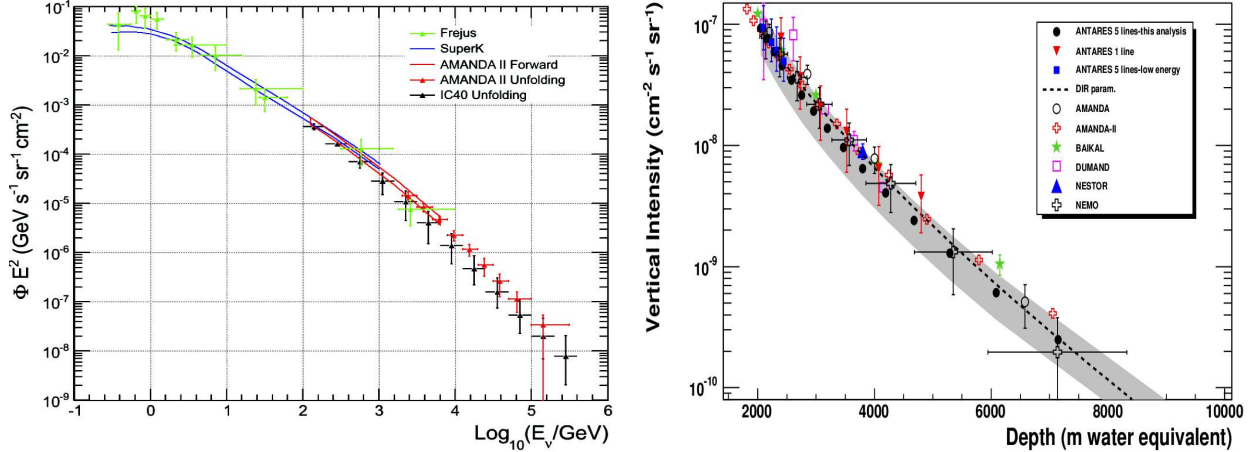 Φ E² (GeV s⁻¹ sr⁻¹ cm⁻²)
10⁻¹
10⁻²
10⁻³
10⁻⁴
10⁻⁵
10⁻⁶
10⁻⁷
10⁻⁸
10⁻⁹
-1 0 1 2 3 4 5 6
Log₁₀(Eᵥ/GeV)
Frejus
SuperK
AMANDA II Forward
AMANDA II Unfolding
IC40 Unfolding
Vertical Intensity (cm⁻² s⁻¹ sr⁻¹)
10⁻⁷
10⁻⁸
10⁻⁹
10⁻¹⁰
2000 4000 6000 8000 10000
Depth (m water equivalent)
ANTARES 5 lines-this analysis
ANTARES 1 line
ANTARES 5 lines-low energy
DIR param.
AMANDA
AMANDA-II
BAIKAL
DUMAND
NESTOR
NEMO